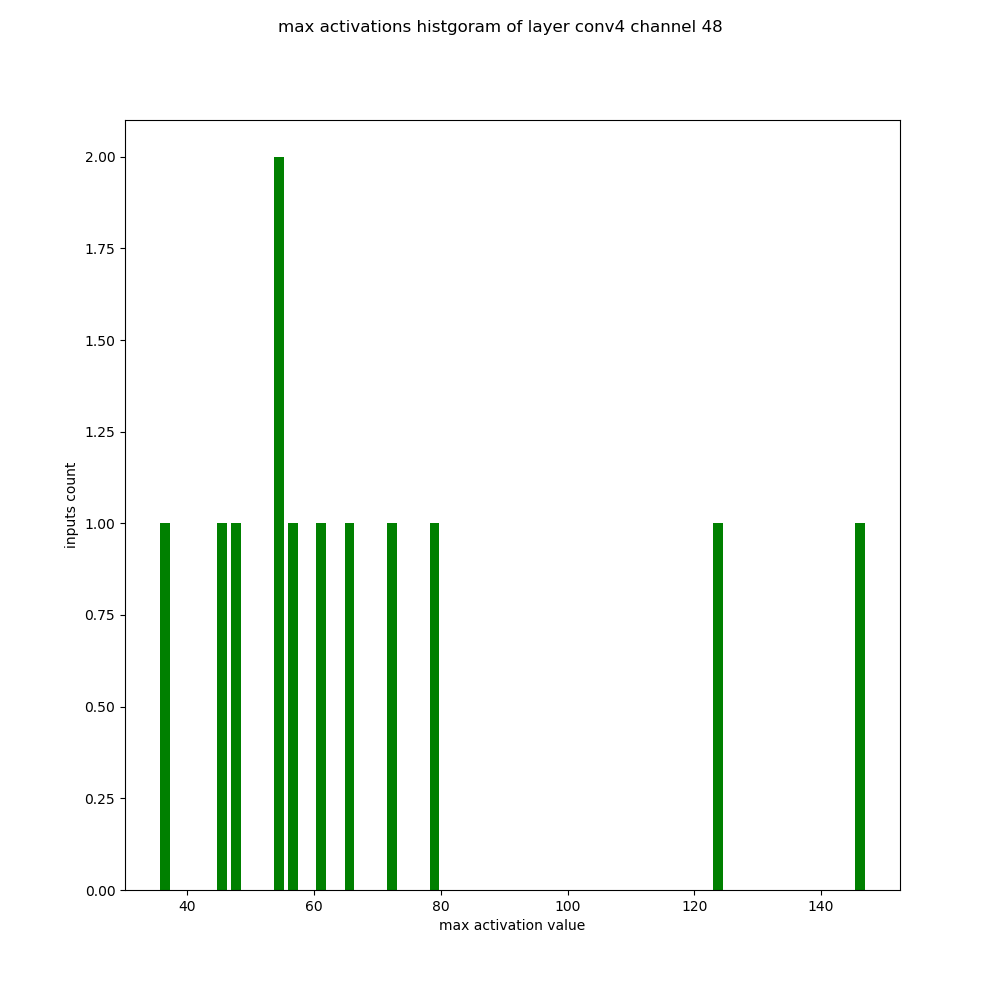 max activations histgoram of layer conv4 channel 48
2.00
1.75
1.50
1.25
1.00
0.75
0.50
0.25
0.00
inputs count
40 60 80 100 120 140
max activation value